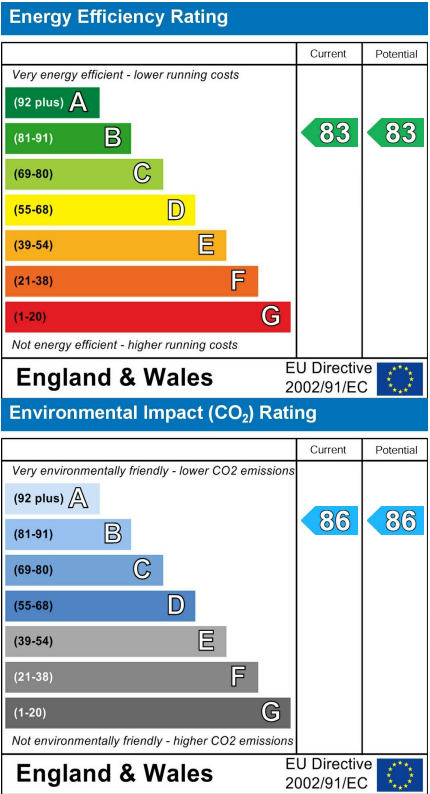 Energy Efficiency Rating
Current Potential
Very energy efficient - lower running costs
(92 plus) A
(81-91) B 83 83
(69-80) C
(55-68) D
(39-54) E
(21-38) F
(1-20) G
Not energy efficient - higher running costs
England & Wales EU Directive
2002/91/EC
Environmental Impact (CO₂) Rating
Current Potential
Very environmentally friendly - lower CO2 emissions
(92 plus) A
(81-91) B 86 86
(69-80) C
(55-68) D
(39-54) E
(21-38) F
(1-20) G
Not environmentally friendly - higher CO2 emissions
England & Wales EU Directive
2002/91/EC